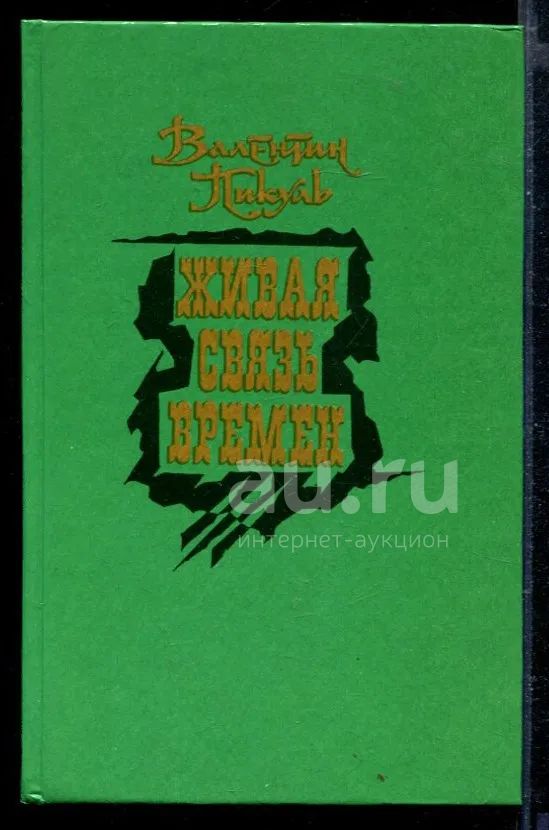 Валентин
Пикуль
ЖИВАЯ
СВЯЗЬ
ВРЕМЕН
au.ru
интернет-аукцион